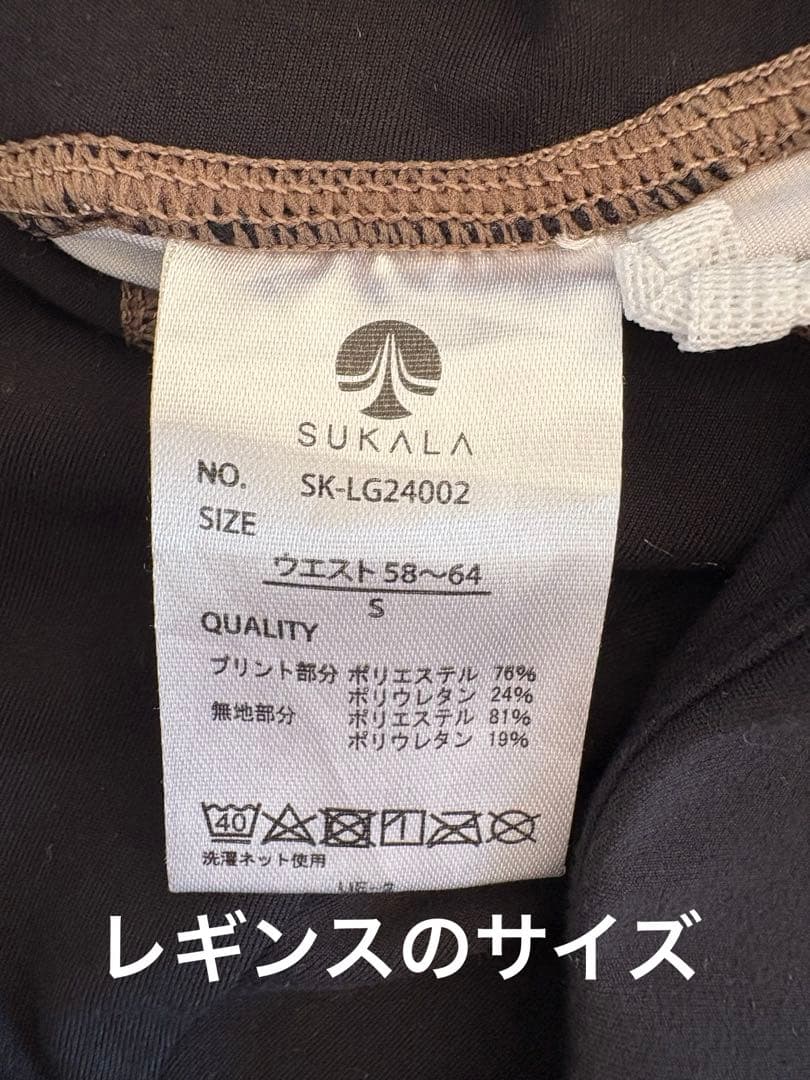 SUKALA
NO. SK-LG24002
SIZE
ウエスト58〜64
S
QUALITY
プリント部分 ポリエステル 76%
ポリウレタン 24%
無地部分 ポリエステル 81%
ポリウレタン 19%
40
洗濯ネット使用
レギンスのサイズ